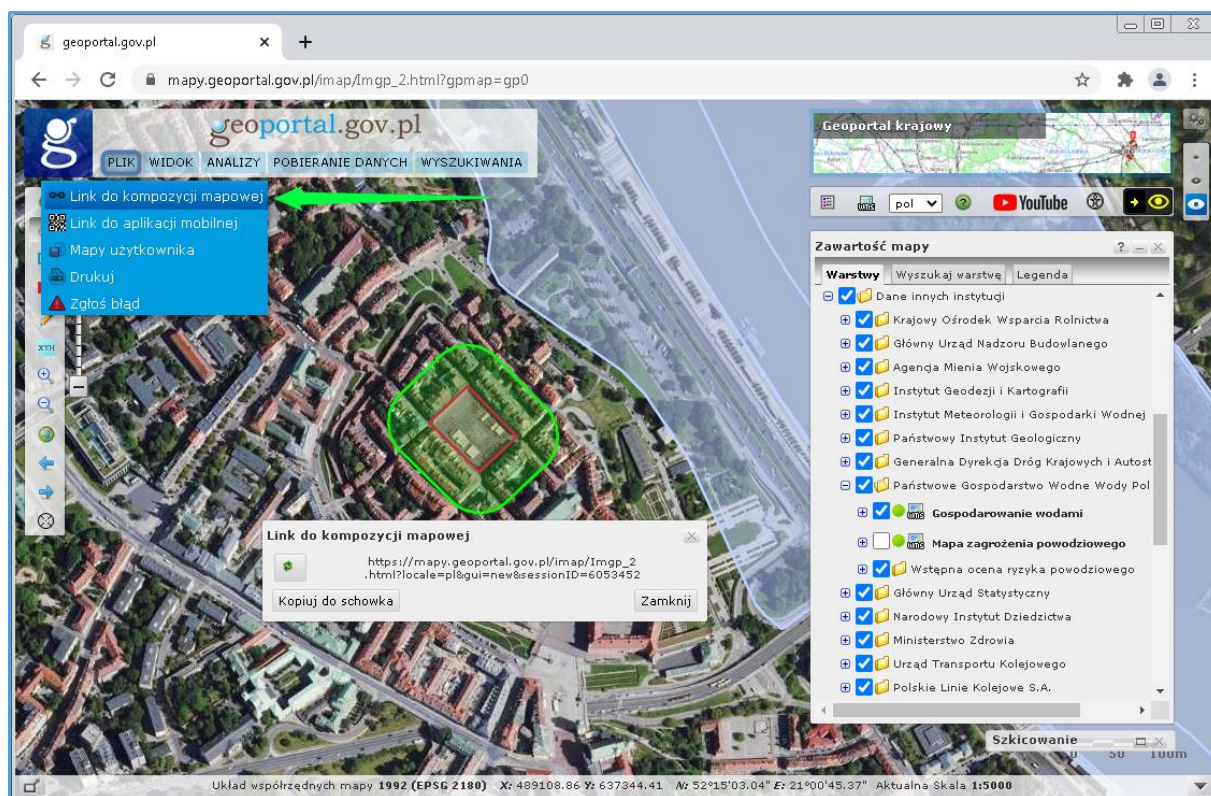 geoportal.gov.pl
mapy.geoportal.gov.pl/imap/Imgp_2.html?gpmap=gp0
geoportal.gov.pl
PLIK WIDOK ANALIZY POBIERANIE DANYCH WYSZUKIWANIA
Link do kompozycji mapowej
Link do aplikacji mobilnej
Mapy użytkownika
Drukuj
Zgłoś błąd
XYH
Geoportal krajowy
wms pol YouTube
Zawartość mapy
Warstwy Wyszukaj warstwę Legenda
Dane innych instytucji
Krajowy Ośrodek Wsparcia Rolnictwa
Główny Urząd Nadzoru Budowlanego
Agencja Mienia Wojskowego
Instytut Geodezji i Kartografii
Instytut Meteorologii i Gospodarki Wodnej
Państwowy Instytut Geologiczny
Generalna Dyrekcja Dróg Krajowych i Autost
Państwowe Gospodarstwo Wodne Wody Pol
wms Gospodarowanie wodami
wms Mapa zagrożenia powodziowego
Wstępna ocena ryzyka powodziowego
Główny Urząd Statystyczny
Narodowy Instytut Dziedzictwa
Ministerstwo Zdrowia
Urząd Transportu Kolejowego
Polskie Linie Kolejowe S.A.
Link do kompozycji mapowej
https://mapy.geoportal.gov.pl/imap/Imgp_2
.html?locale=pl&gui=new&sessionID=6053452
Kopiuj do schowka Zamknij
Szkicowanie
0 50 100m
Układ współrzędnych mapy 1992 (EPSG 2180) X: 489108.86 Y: 637344.41 N: 52°15'03.04" E: 21°00'45.37" Aktualna Skala 1:5000